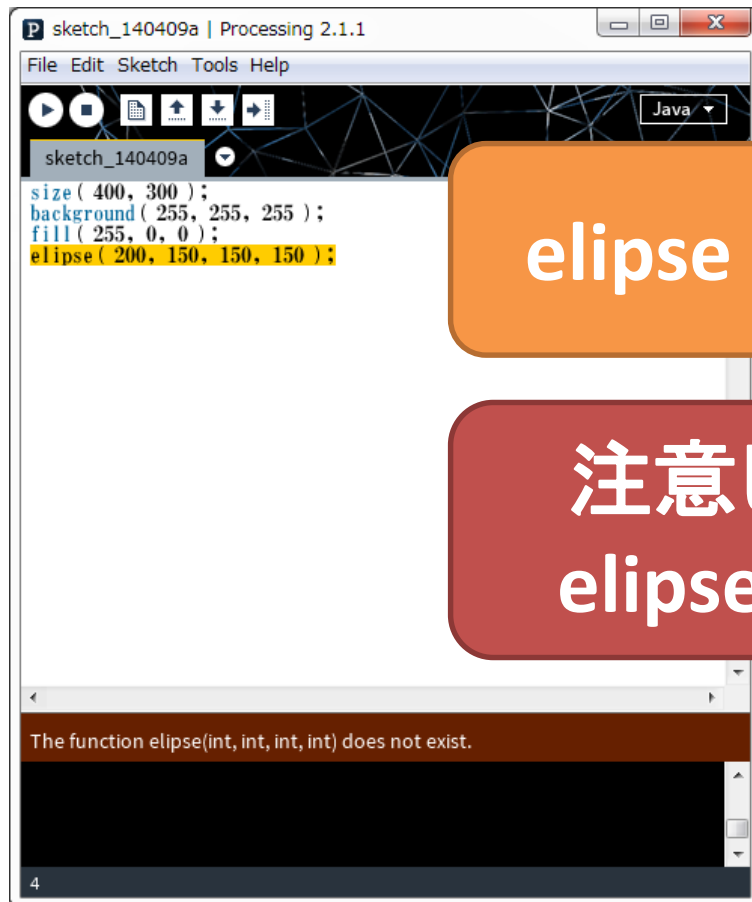 sketch_140409a | Processing 2.1.1
File Edit Sketch Tools Help
Java
sketch_140409a
size( 400, 300 );
background( 255, 255, 255 );
fill( 255, 0, 0 );
elipse( 200, 150, 150, 150 );
elipse
注意し
elipse
The function elipse(int, int, int, int) does not exist.
4